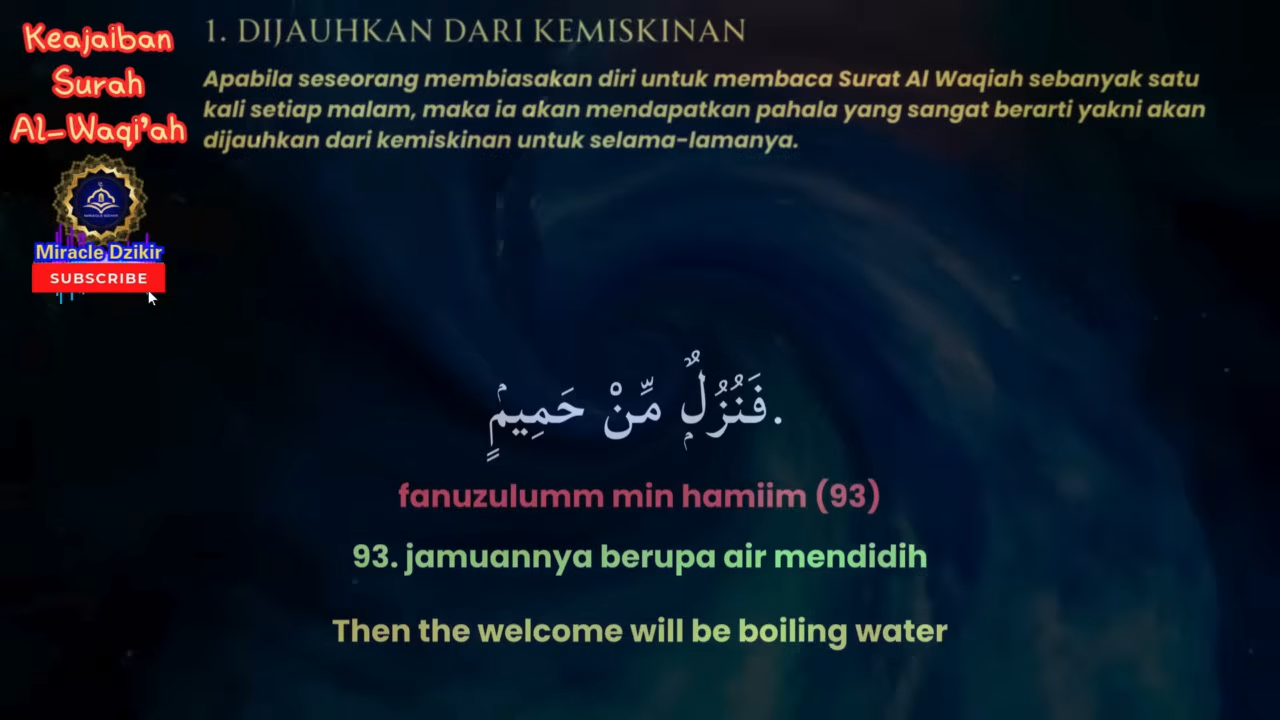 Keajaiban
Surah
Al-Waqi'ah
1. DIJAUHKAN DARI KEMISKINAN
Apabila seseorang membiasakan diri untuk membaca Surat Al Waqiah sebanyak satu
kali setiap malam, maka ia akan mendapatkan pahala yang sangat berarti yakni akan
dijauhkan dari kemiskinan untuk selama-lamanya.
Miracle Dzikir
SUBSCRIBE
فَنُزُلٌۭ مِّنْ حَمِيمٍۢ.
fanuzulumm min hamiim (93)
93. jamuannya berupa air mendidih
Then the welcome will be boiling water